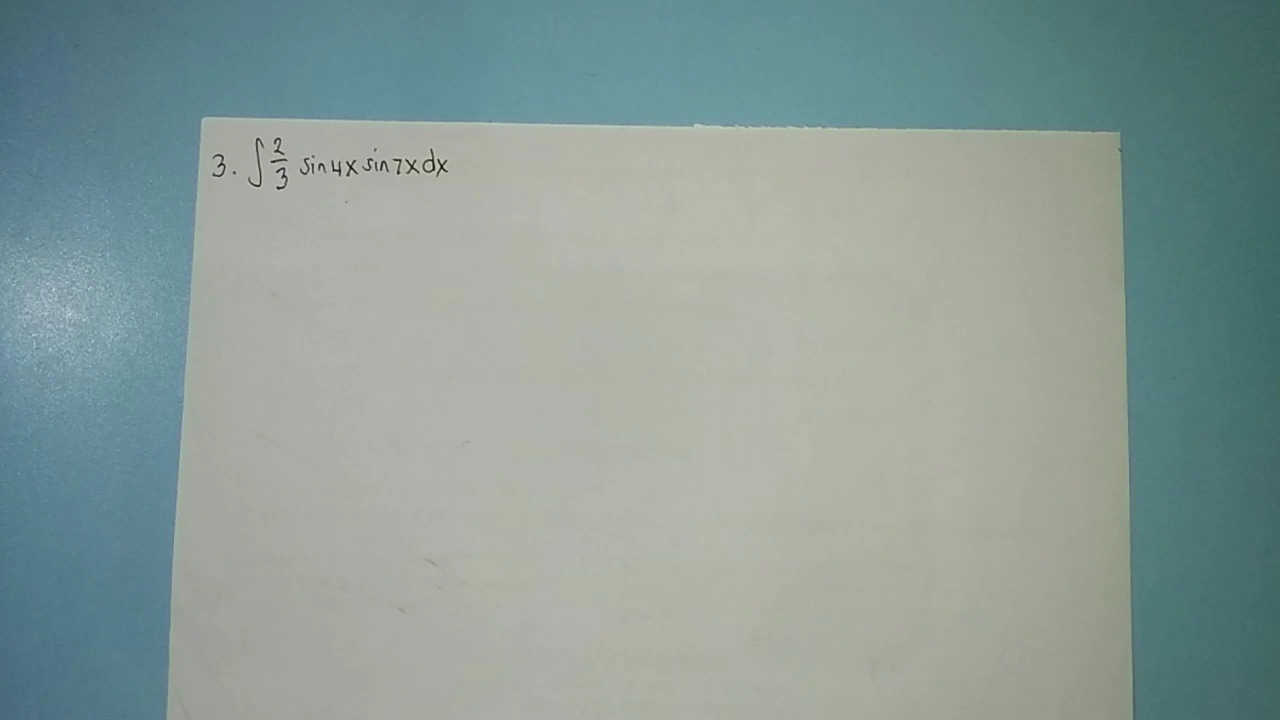 3. ∫ 2/3 sin4x sin7x dx